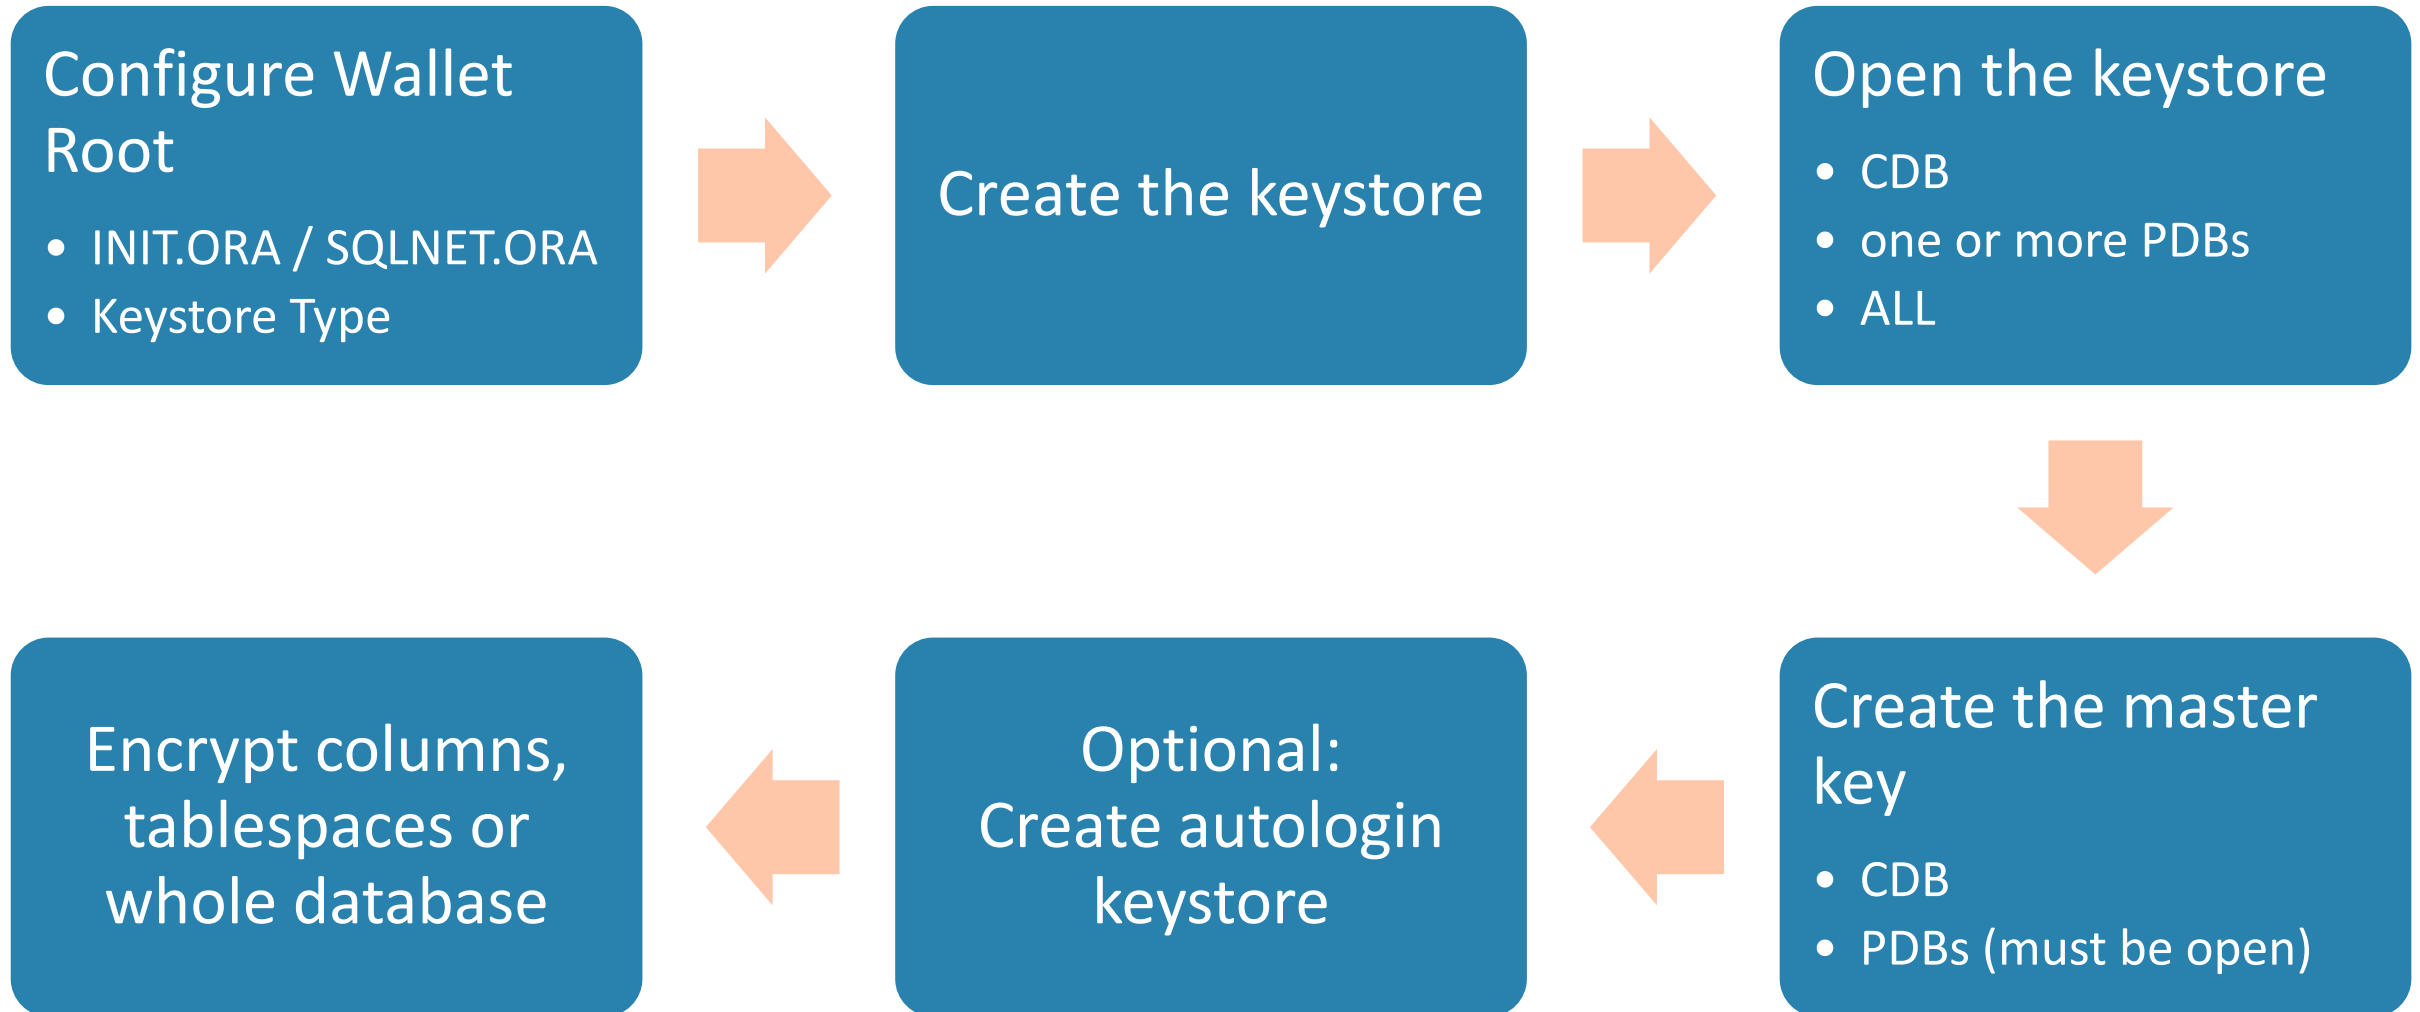 Configure Wallet
Root
• INIT.ORA / SQLNET.ORA
• Keystore Type
Create the keystore
Open the keystore
• CDB
• one or more PDBs
• ALL
Create the master
key
• CDB
• PDBs (must be open)
Optional:
Create autologin
keystore
Encrypt columns,
tablespaces or
whole database